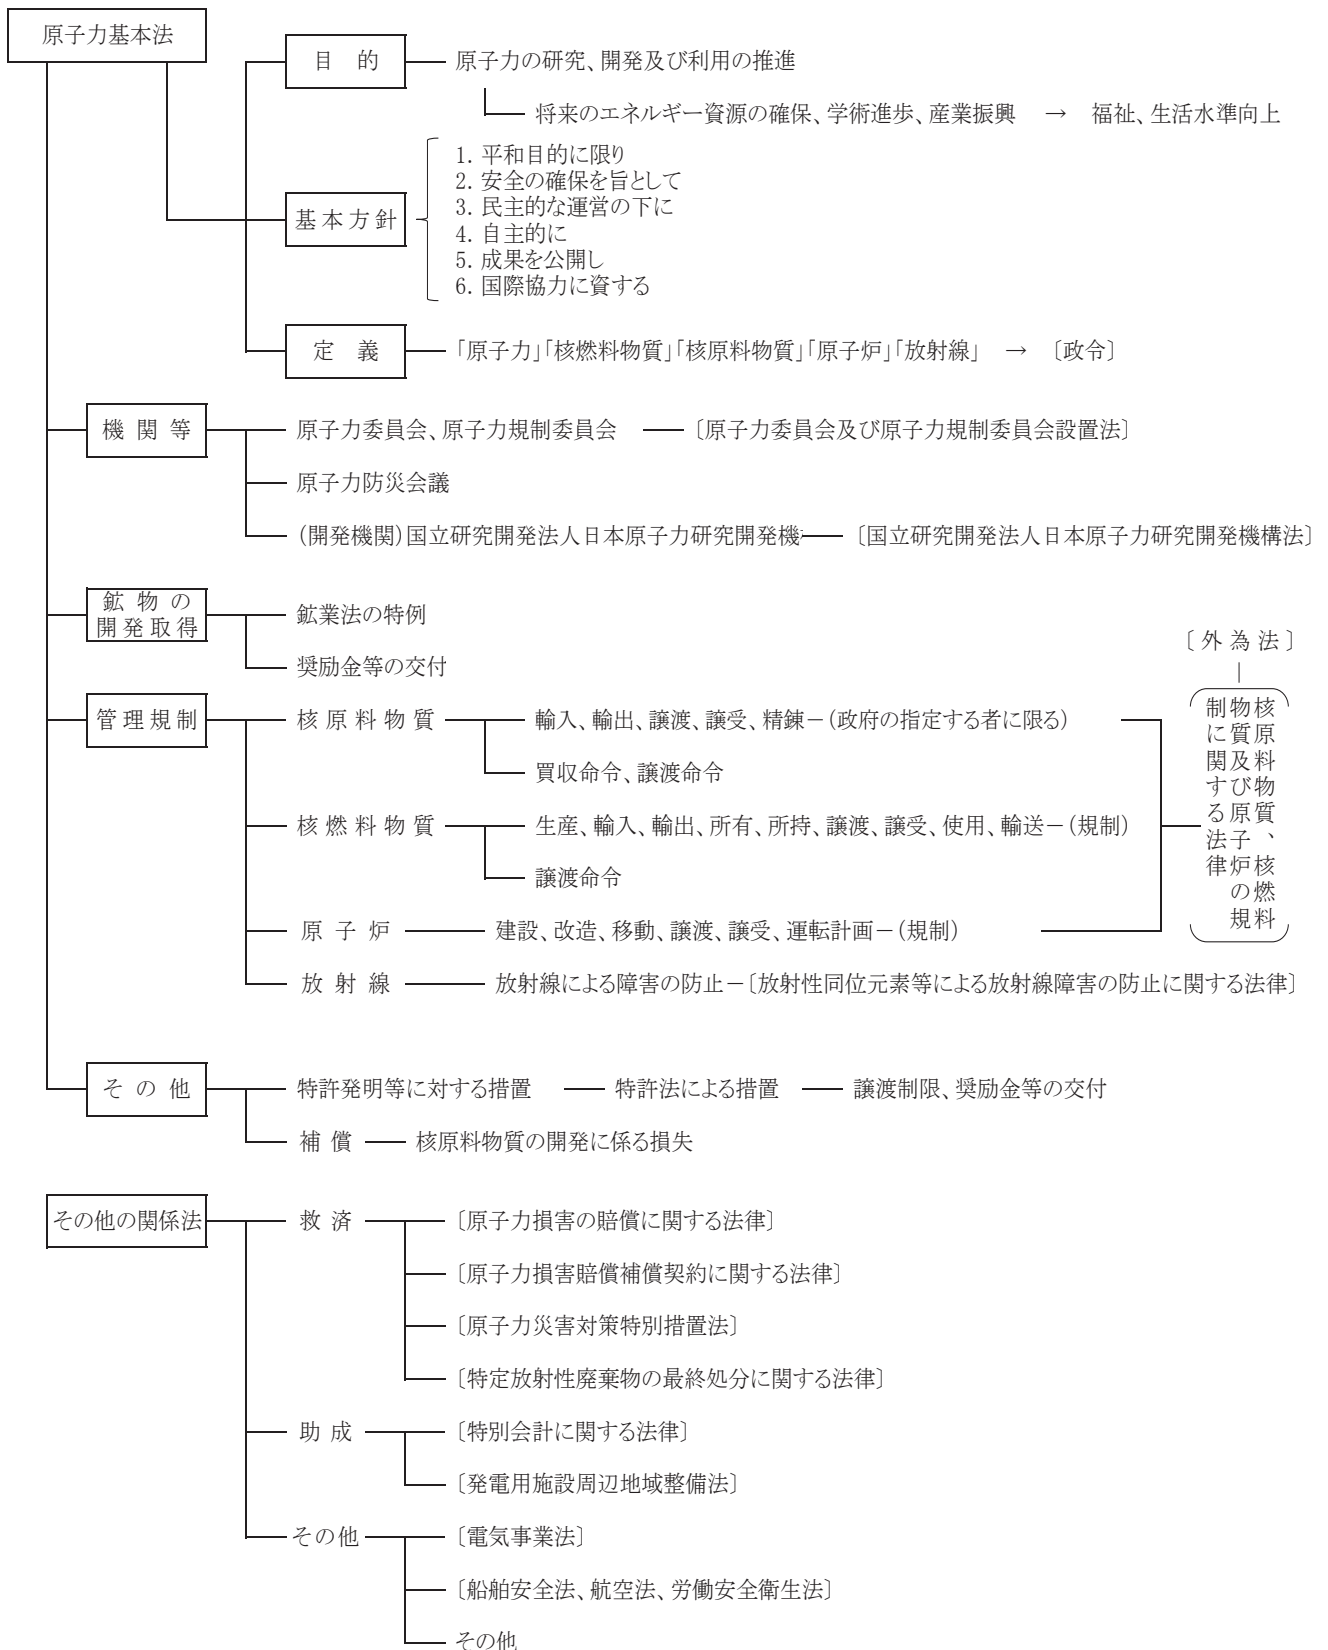 原子力基本法
目的
原子力の研究、開発及び利用の推進
将来のエネルギー資源の確保、学術進歩、産業振興 → 福祉、生活水準向上
基本方針
1. 平和目的に限り
2. 安全の確保を旨として
3. 民主的な運営の下に
4. 自主的に
5. 成果を公開し
6. 国際協力に資する
定義
「原子力」「核燃料物質」「核原料物質」「原子炉」「放射線」 → 〔政令〕
機関等
原子力委員会、原子力規制委員会 ― 〔原子力委員会及び原子力規制委員会設置法〕
原子力防災会議
(開発機関)国立研究開発法人日本原子力研究開発機 ― 〔国立研究開発法人日本原子力研究開発機構法〕
鉱物の
開発取得
鉱業法の特例
奨励金等の交付
〔外為法〕
管理規制
核原料物質
輸入、輸出、譲渡、譲受、精錬-(政府の指定する者に限る)
買収命令、譲渡命令
核燃料物質
生産、輸入、輸出、所有、所持、譲渡、譲受、使用、輸送-(規制)
譲渡命令
原子炉
建設、改造、移動、譲渡、譲受、運転計画-(規制)
核原料物質、核燃料
物質及び原子炉の規
制に関する法律
放射線
放射線による障害の防止-〔放射性同位元素等による放射線障害の防止に関する法律〕
その他
特許発明等に対する措置 ― 特許法による措置 ― 譲渡制限、奨励金等の交付
補償 ― 核原料物質の開発に係る損失
その他の関係法
救済
〔原子力損害の賠償に関する法律〕
〔原子力損害賠償補償契約に関する法律〕
〔原子力災害対策特別措置法〕
〔特定放射性廃棄物の最終処分に関する法律〕
助成
〔特別会計に関する法律〕
〔発電用施設周辺地域整備法〕
その他
〔電気事業法〕
〔船舶安全法、航空法、労働安全衛生法〕
その他